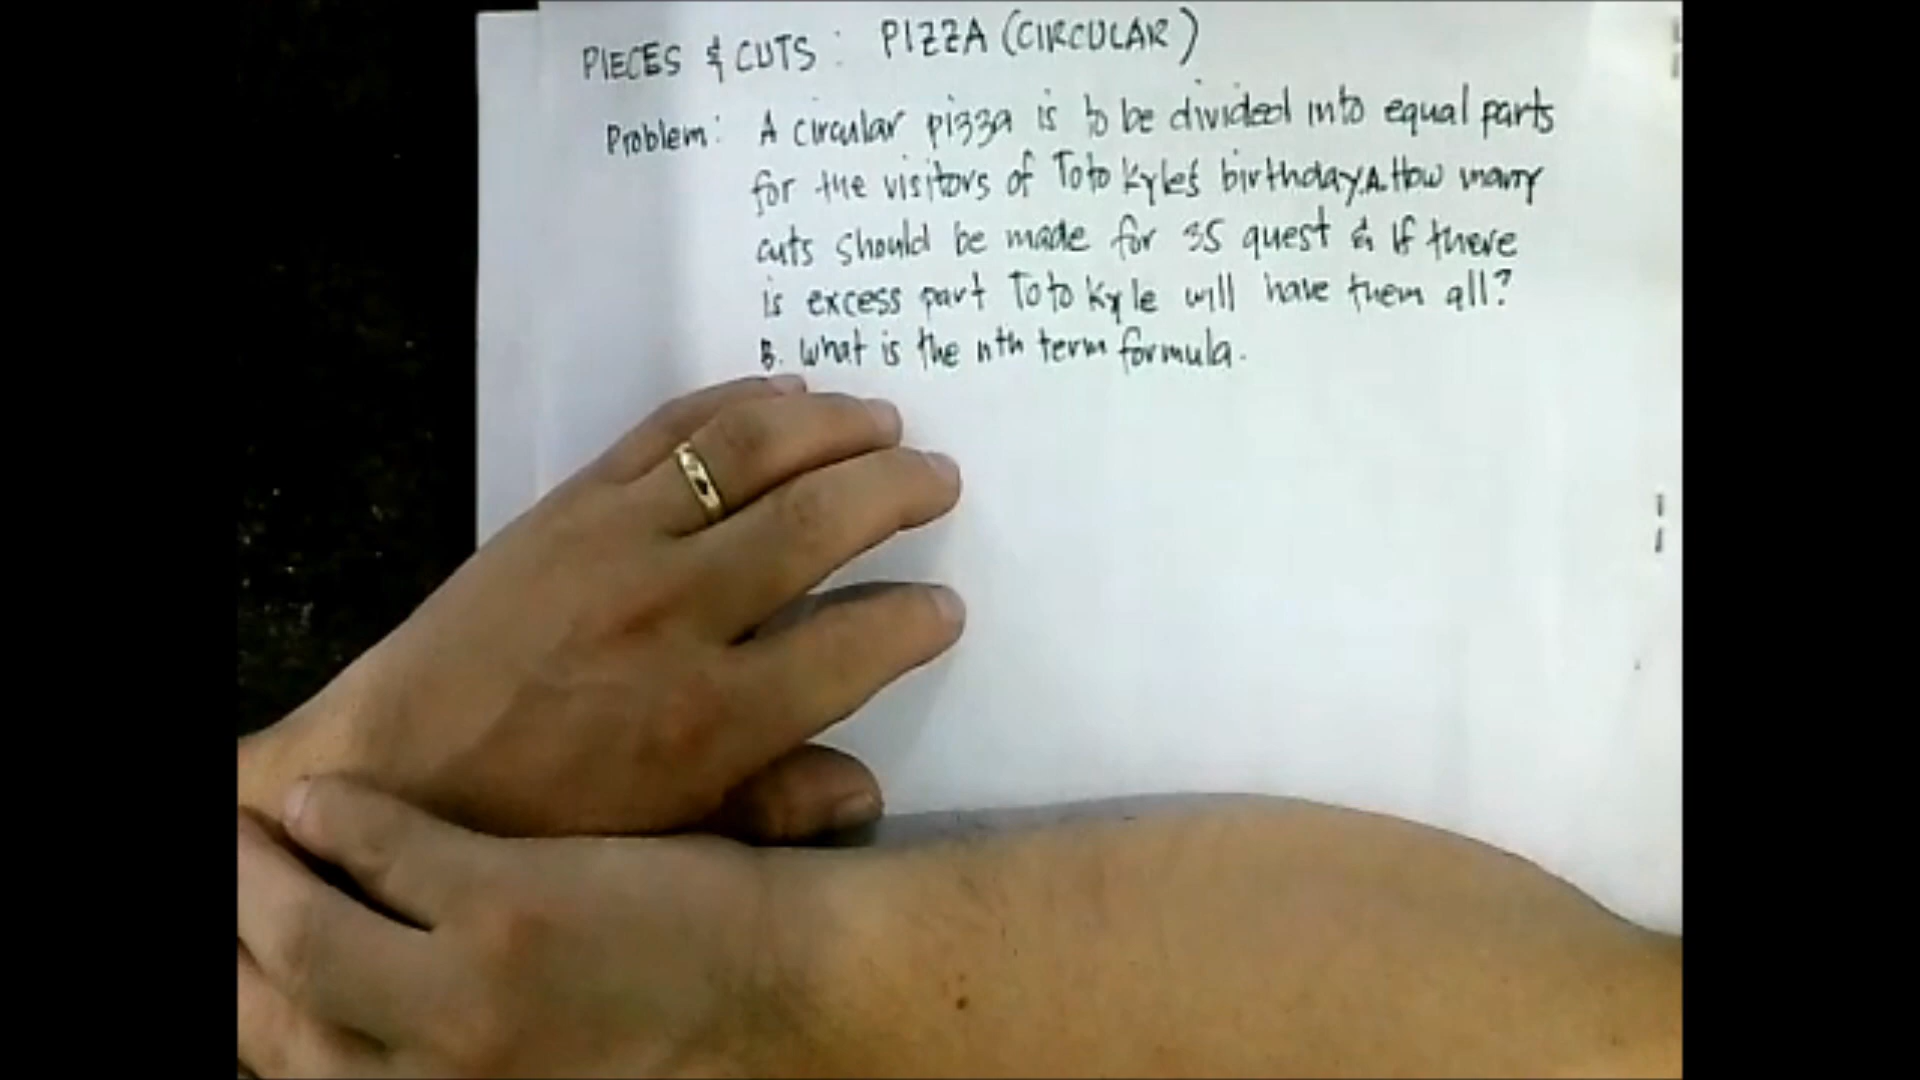 PIECES & CUTS : PIZZA (CIRCULAR)
Problem: A circular pizza is to be divided into equal parts
for the visitors of Toto Kyle's birthday. A. How many
cuts should be made for 35 quest & if there
is excess part Toto Kyle will have them all?
B. What is the nth term formula.